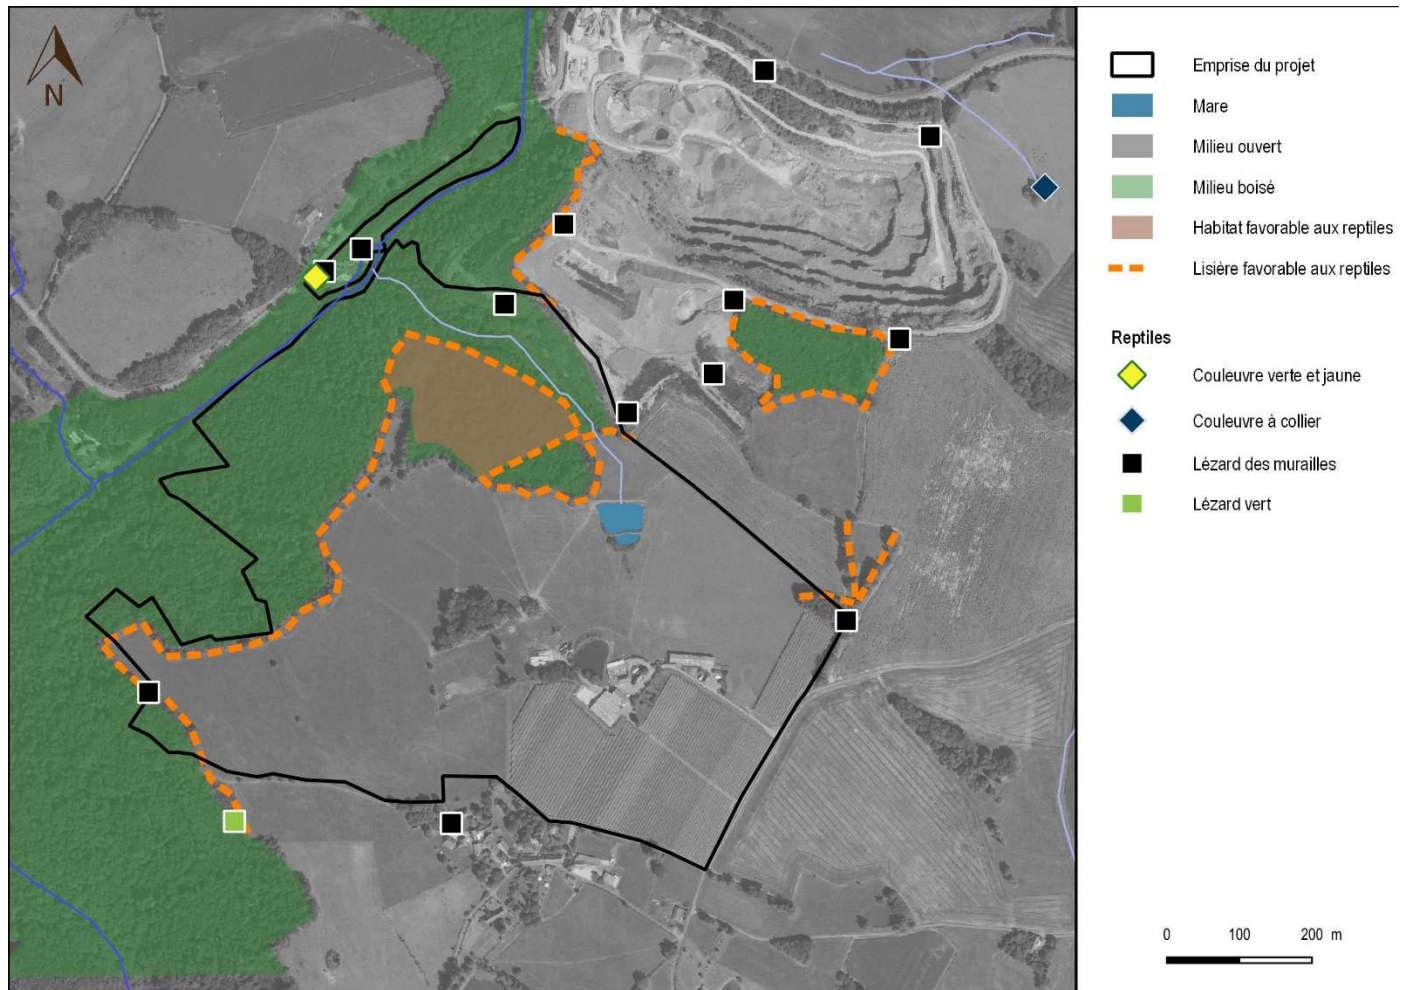 N
Emprise du projet
Mare
Milieu ouvert
Milieu boisé
Habitat favorable aux reptiles
Lisière favorable aux reptiles
Reptiles
Couleuvre verte et jaune
Couleuvre à collier
Lézard des murailles
Lézard vert
0 100 200 m